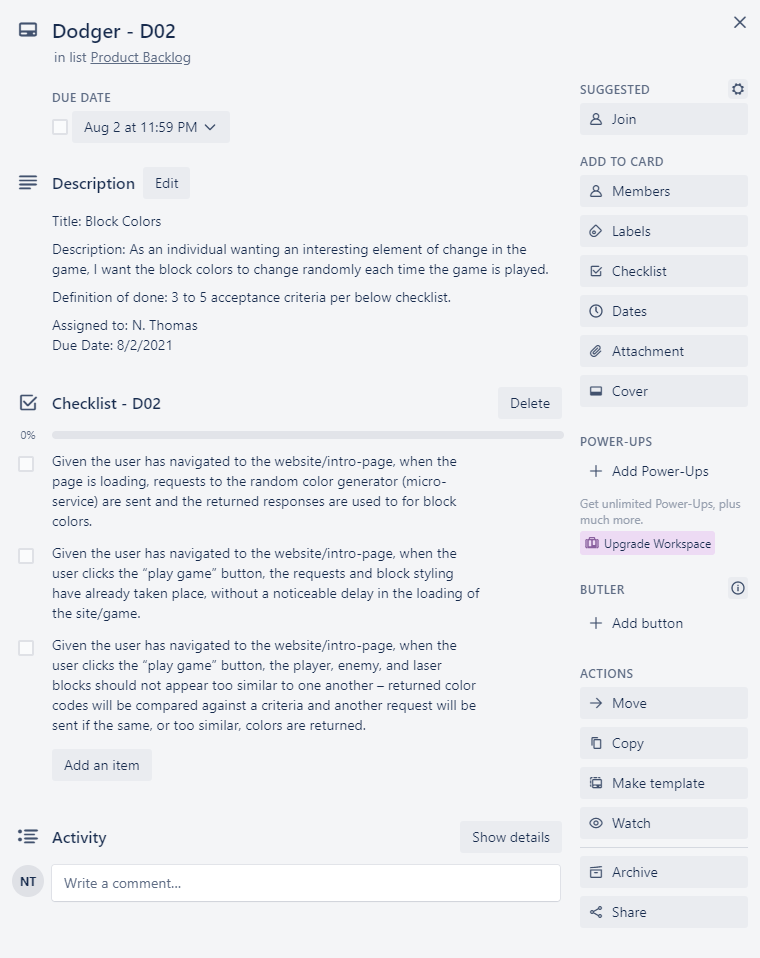 Dodger - D02
in list Product Backlog
DUE DATE
Aug 2 at 11:59 PM
Description
Edit
Title: Block Colors
Description: As an individual wanting an interesting element of change in the
game, I want the block colors to change randomly each time the game is played.
Definition of done: 3 to 5 acceptance criteria per below checklist.
Assigned to: N. Thomas
Due Date: 8/2/2021
Checklist - D02
Delete
0%
Given the user has navigated to the website/intro-page, when the
page is loading, requests to the random color generator (micro-
service) are sent and the returned responses are used to for block
colors.
Given the user has navigated to the website/intro-page, when the
user clicks the “play game” button, the requests and block styling
have already taken place, without a noticeable delay in the loading of
the site/game.
Given the user has navigated to the website/intro-page, when the
user clicks the “play game” button, the player, enemy, and laser
blocks should not appear too similar to one another – returned color
codes will be compared against a criteria and another request will be
sent if the same, or too similar, colors are returned.
Add an item
Activity
Show details
NT
Write a comment...
SUGGESTED
Join
ADD TO CARD
Members
Labels
Checklist
Dates
Attachment
Cover
POWER-UPS
Add Power-Ups
Get unlimited Power-Ups, plus
much more.
Upgrade Workspace
BUTLER
Add button
ACTIONS
Move
Copy
Make template
Watch
Archive
Share